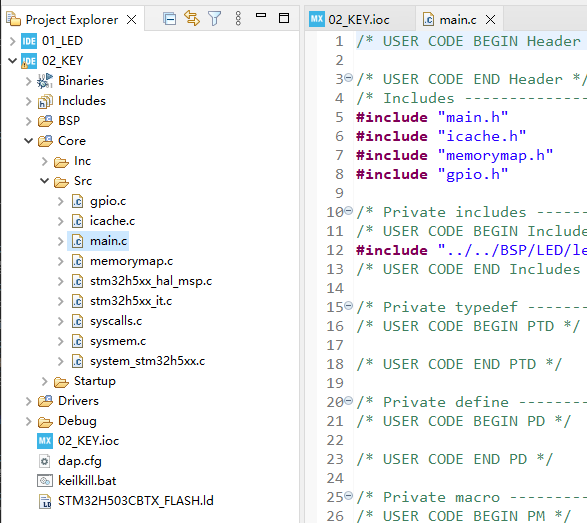 Project Explorer
IDE 01_LED
IDE 02_KEY
Binaries
Includes
BSP
Core
Inc
Src
gpio.c
icache.c
main.c
memorymap.c
stm32h5xx_hal_msp.c
stm32h5xx_it.c
syscalls.c
sysmem.c
system_stm32h5xx.c
Startup
Drivers
Debug
MX 02_KEY.ioc
dap.cfg
keilkill.bat
STM32H503CBTX_FLASH.ld
MX 02_KEY.ioc
main.c
1 /* USER CODE BEGIN Header
2
3 /* USER CODE END Header */
4 /* Includes --------------
5 #include "main.h"
6 #include "icache.h"
7 #include "memorymap.h"
8 #include "gpio.h"
9
10 /* Private includes ------
11 /* USER CODE BEGIN Include
12 #include "../../BSP/LED/le
13 /* USER CODE END Includes
14
15 /* Private typedef -------
16 /* USER CODE BEGIN PTD */
17
18 /* USER CODE END PTD */
19
20 /* Private define --------
21 /* USER CODE BEGIN PD */
22
23 /* USER CODE END PD */
24
25 /* Private macro ---------
26 /* USER CODE BEGIN PM */